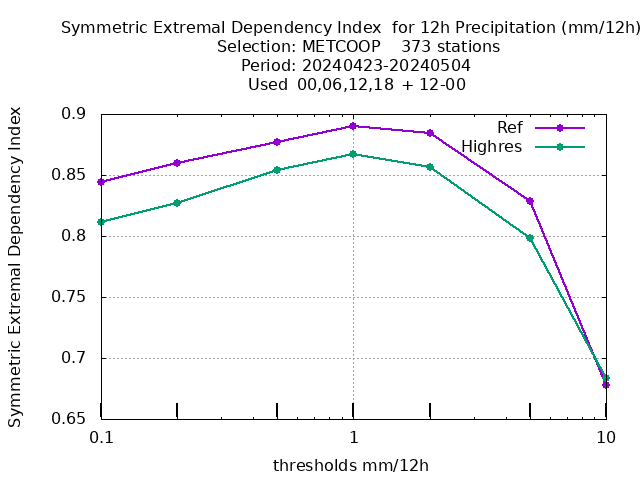 Symmetric Extremal Dependency Index  for 12h Precipitation (mm/12h)
Selection: METCOOP    373 stations
Period: 20240423-20240504
Used 00,06,12,18 + 12-00
Symmetric Extremal Dependency Index
0.9
0.85
0.8
0.75
0.7
0.65
Ref
Highres
0.1
1
10
thresholds mm/12h